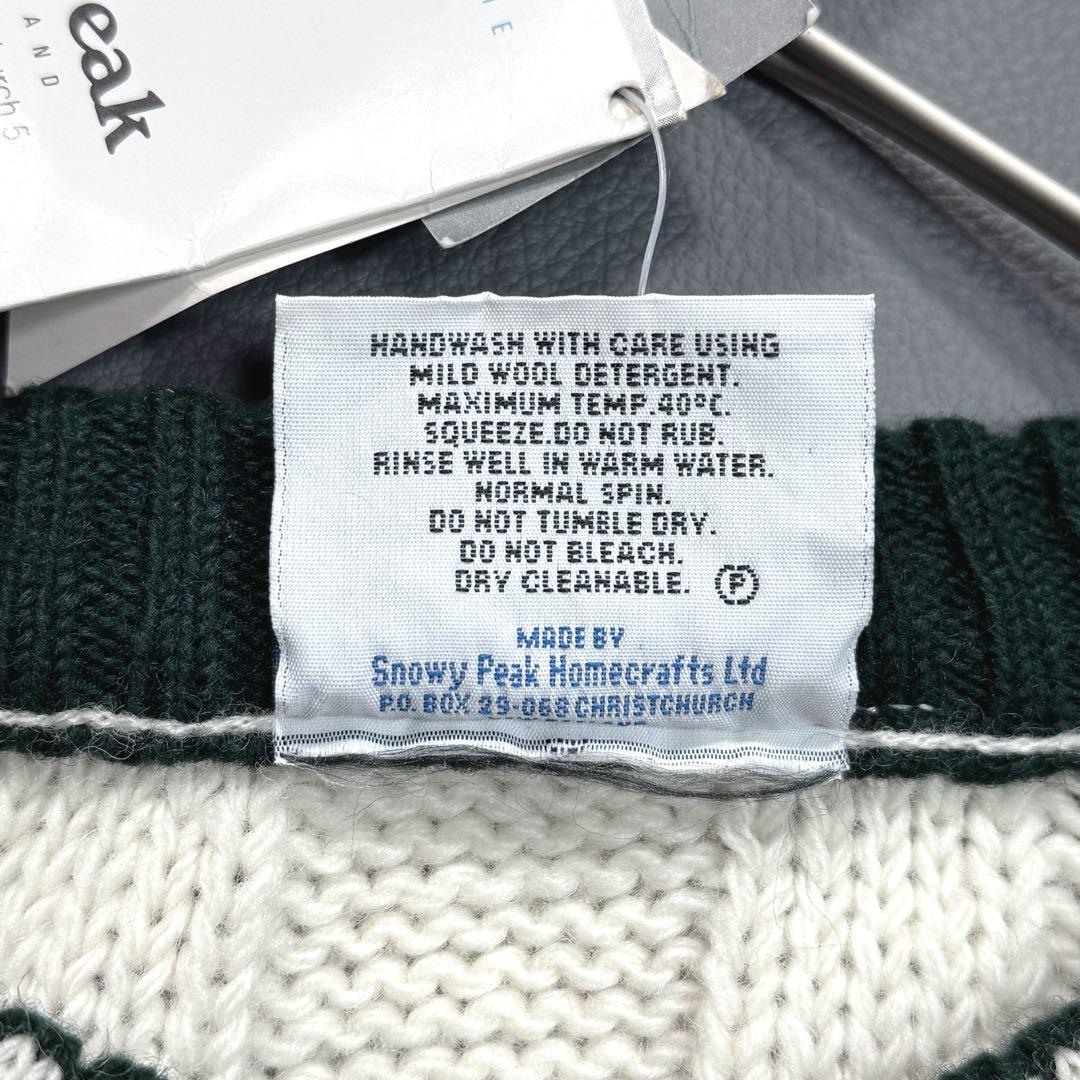 eak
AND
HANDWASH WITH CARE USING
MILD WOOL DETERGENT.
MAXIMUM TEMP.40°C.
SQUEEZE.DO NOT RUB.
RINSE WELL IN WARM WATER.
NORMAL SPIN.
DO NOT TUMBLE DRY.
DO NOT BLEACH.
DRY CLEANABLE. P
MADE BY
Snowy Peak Homecrafts Ltd
P.O. BOX 29-068 CHRISTCHURCH